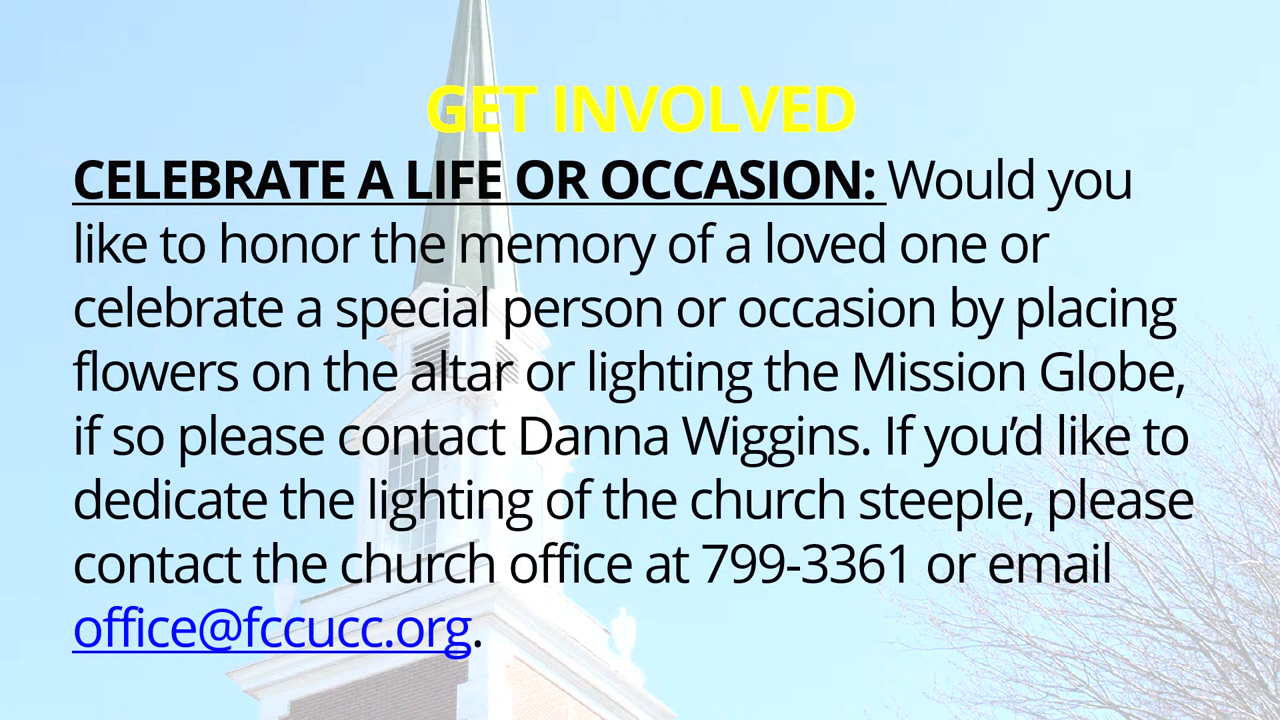 GET INVOLVED
CELEBRATE A LIFE OR OCCASION: Would you
like to honor the memory of a loved one or
celebrate a special person or occasion by placing
flowers on the altar or lighting the Mission Globe,
if so please contact Danna Wiggins. If you’d like to
dedicate the lighting of the church steeple, please
contact the church office at 799-3361 or email
office@fccucc.org.